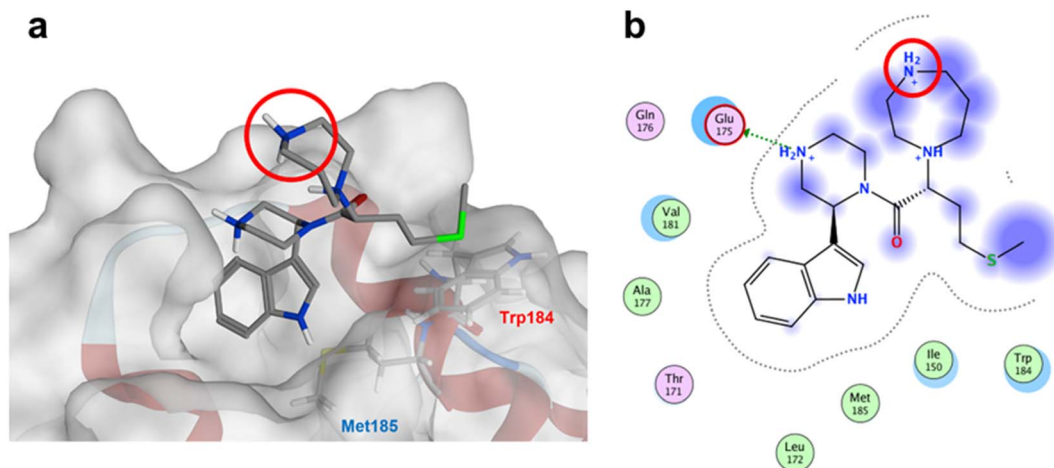 a
Trp184
Met185
b
H2
N
+
Gln
176
Glu
175
H2N
+
+
NH
N
Val
181
O
S
Ala
177
NH
Thr
171
Ile
150
Trp
184
Met
185
Leu
172